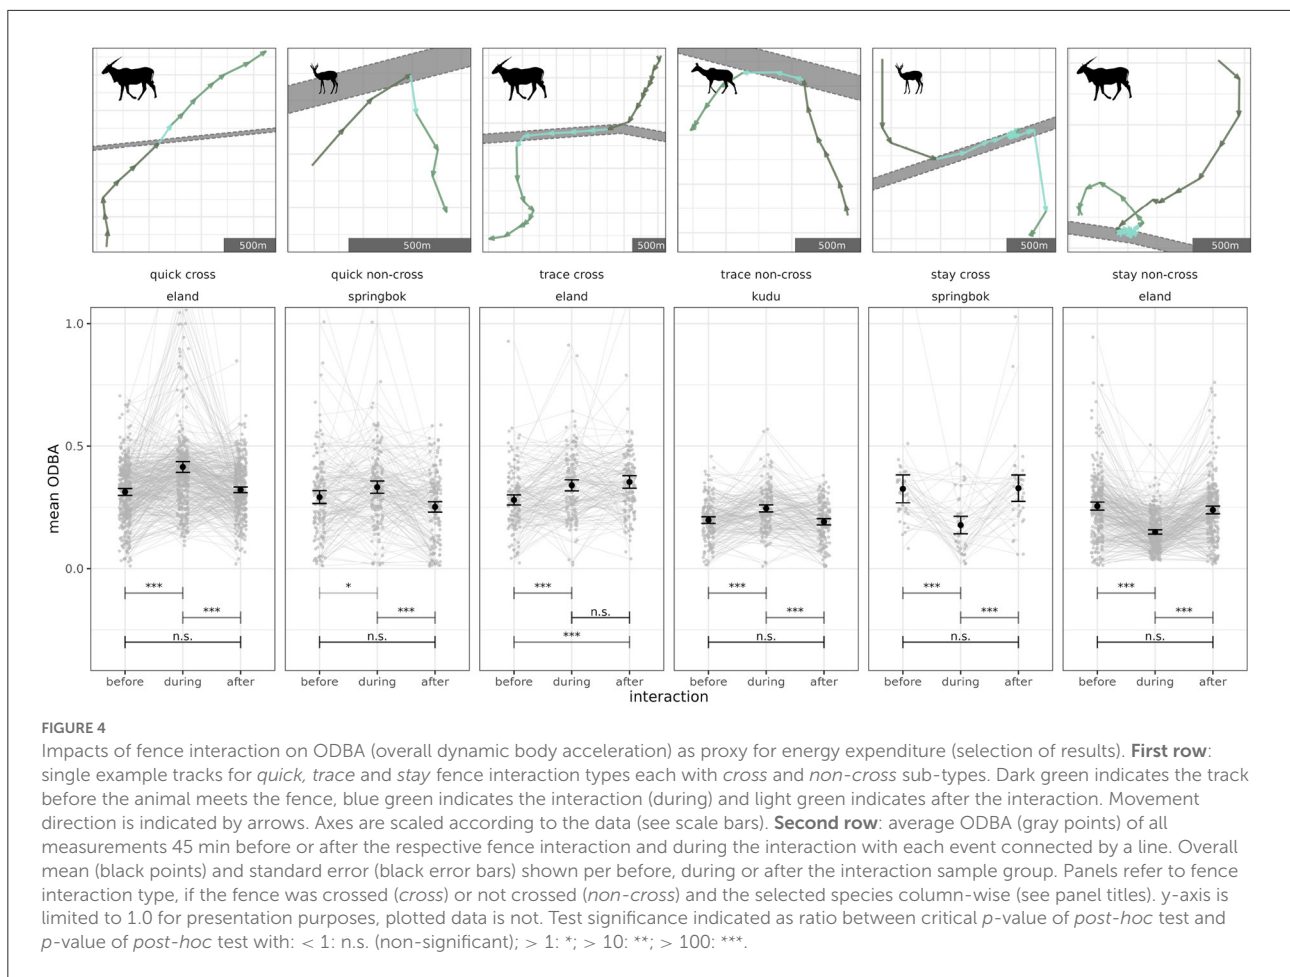 500m 500m 500m 500m 500m 500m
quick cross quick non-cross trace cross trace non-cross stay cross stay non-cross
eland springbok eland kudu springbok eland
1.0
0.5
0.0
mean ODBA
*** * *** *** *** ***
*** *** n.s. *** *** ***
n.s. n.s. *** n.s. n.s. n.s.
before during after before during after before during after before during after before during after before during after
interaction
FIGURE 4
Impacts of fence interaction on ODBA (overall dynamic body acceleration) as proxy for energy expenditure (selection of results). First row:
single example tracks for quick, trace and stay fence interaction types each with cross and non-cross sub-types. Dark green indicates the track
before the animal meets the fence, blue green indicates the interaction (during) and light green indicates after the interaction. Movement
direction is indicated by arrows. Axes are scaled according to the data (see scale bars). Second row: average ODBA (gray points) of all
measurements 45 min before or after the respective fence interaction and during the interaction with each event connected by a line. Overall
mean (black points) and standard error (black error bars) shown per before, during or after the interaction sample group. Panels refer to fence
interaction type, if the fence was crossed (cross) or not crossed (non-cross) and the selected species column-wise (see panel titles). y-axis is
limited to 1.0 for presentation purposes, plotted data is not. Test significance indicated as ratio between critical p-value of post-hoc test and
p-value of post-hoc test with: < 1: n.s. (non-significant); > 1: *; > 10: **; > 100: ***.